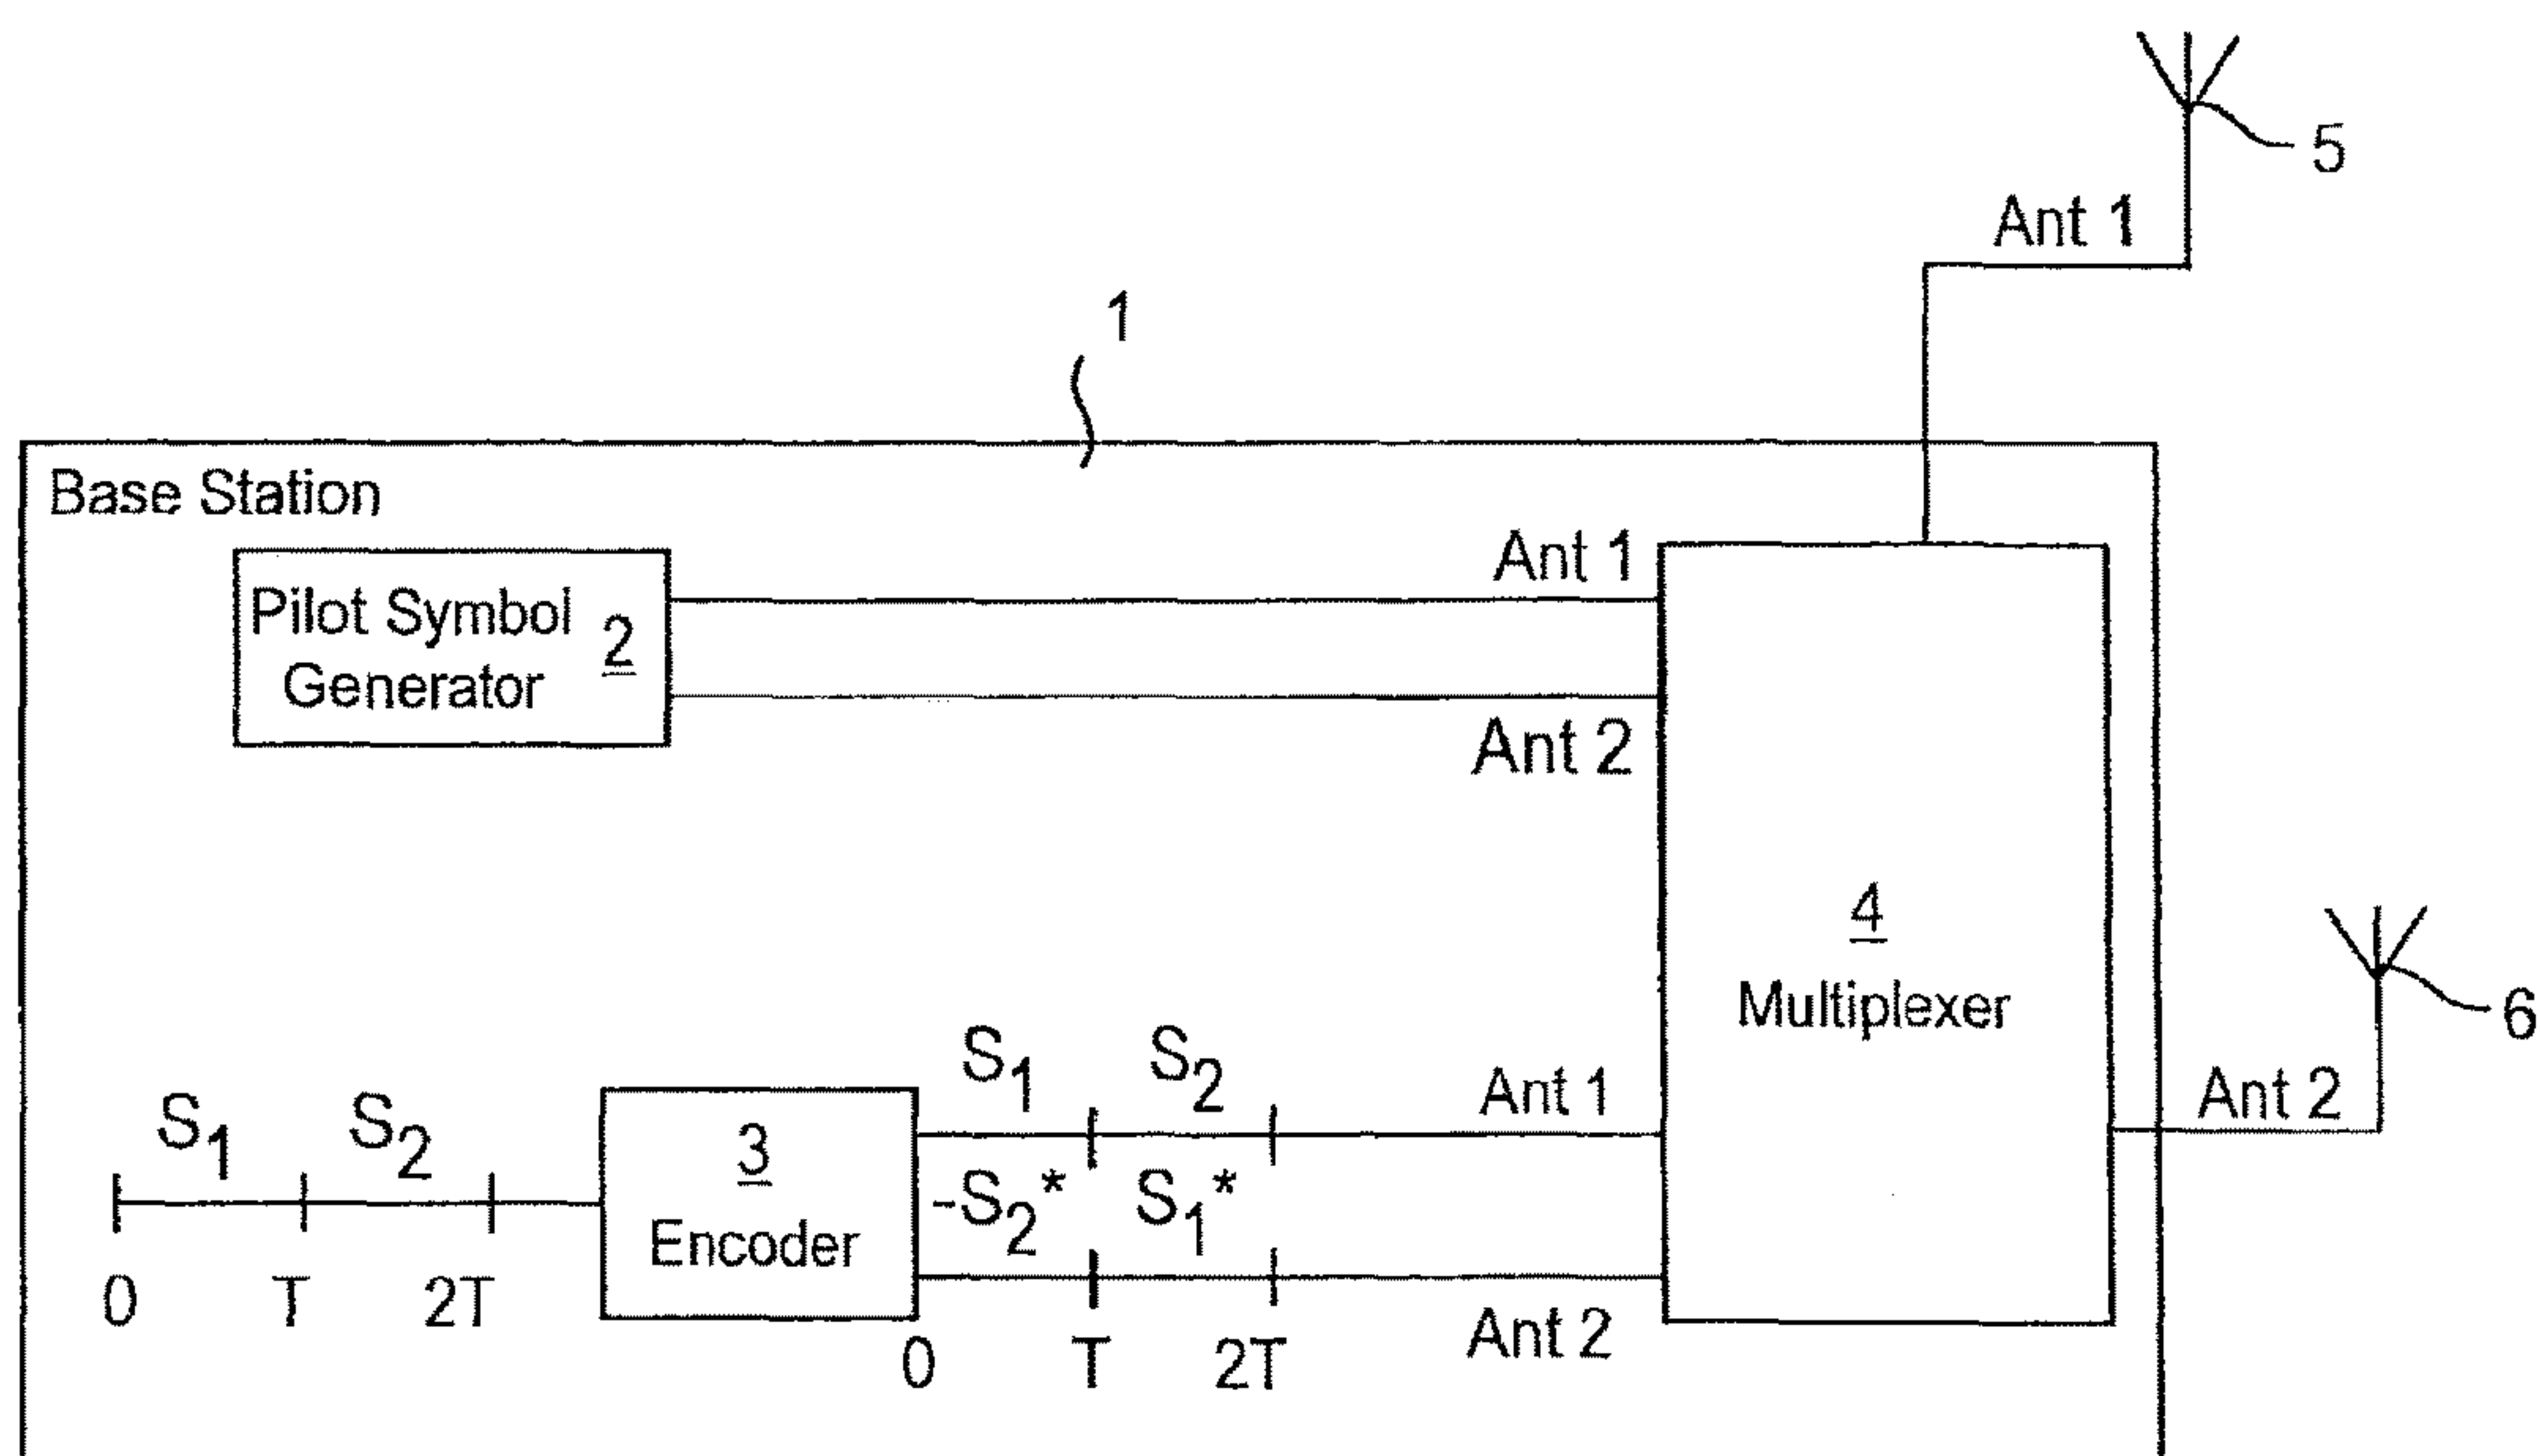 5
Ant 1
1
Base Station
Pilot Symbol
Generator
2
Ant 1
Ant 2
4
Multiplexer
6
Ant 2
S1 S2
0 T 2T
3
Encoder
S1 S2
-S2* S1*
0 T 2T
Ant 1
Ant 2